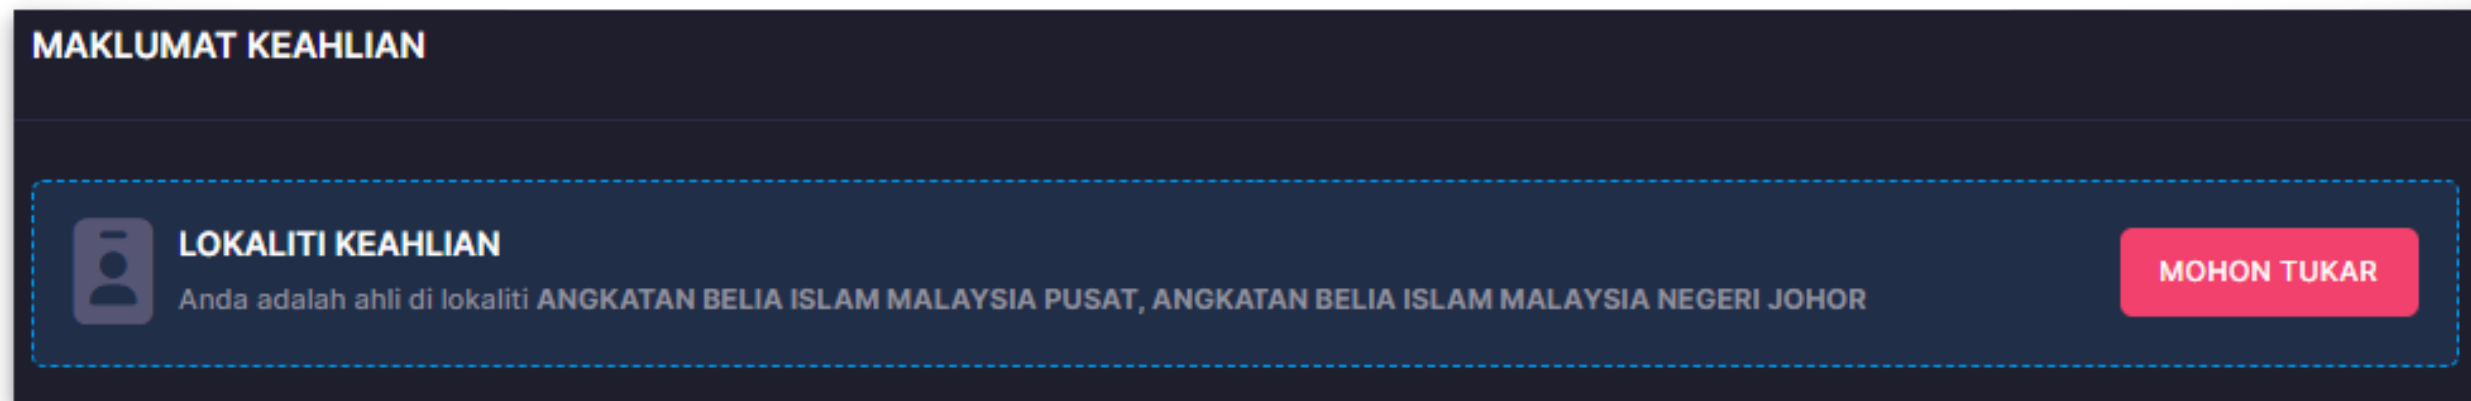 MAKLUMAT KEAHLIAN
LOKALITI KEAHLIAN
Anda adalah ahli di lokaliti ANGKATAN BELIA ISLAM MALAYSIA PUSAT, ANGKATAN BELIA ISLAM MALAYSIA NEGERI JOHOR
MOHON TUKAR